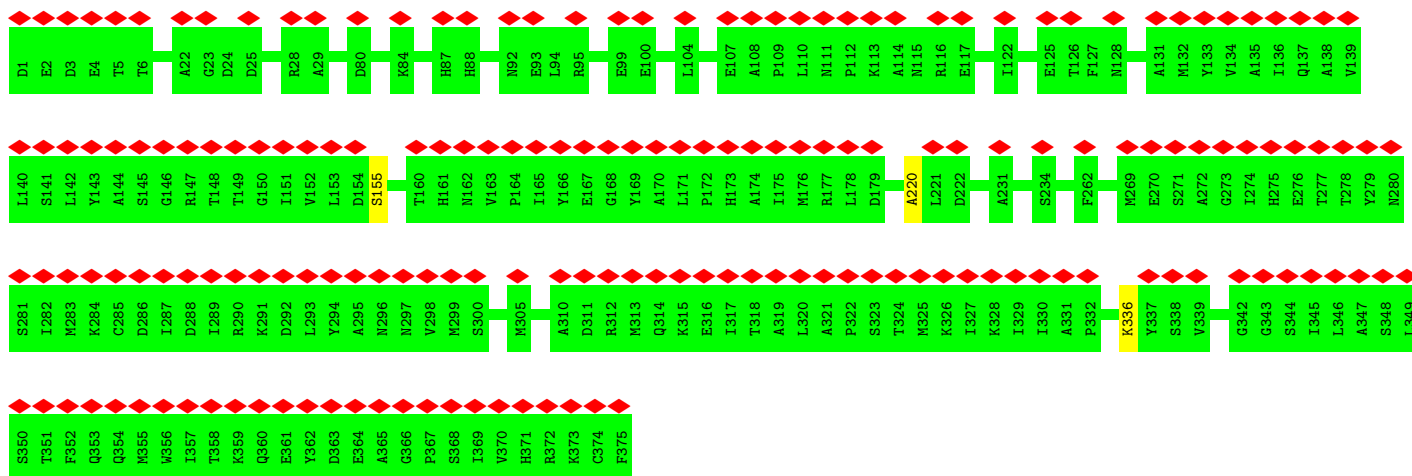 D1 E2 D3 E4 T5 T6 A22 G23 D24 D25 R28 A29 D80 K84 H87 H88 N92 E93 L94 R95 E99 E100 L104 E107 A108 P109 L110 N111 P112 K113 A114 N115 R116 E117 I122 E125 T126 F127 N128 A131 M132 Y133 V134 A135 I136 Q137 A138 V139
L140 S141 L142 Y143 A144 S145 G146 R147 T148 T149 G150 I151 V152 L153 D154 S155 T160 H161 N162 V163 P164 I165 Y166 E167 G168 Y169 A170 L171 P172 H173 A174 I175 M176 R177 L178 D179 A220 L221 D222 A231 S234 F262 M269 E270 S271 A272 G273 I274 H275 E276 T277 T278 Y279 N280
S281 I282 M283 K284 C285 D286 I287 D288 I289 R290 K291 D292 L293 Y294 A295 N296 N297 V298 M299 S300 M305 A310 D311 R312 M313 Q314 K315 E316 I317 T318 A319 L320 A321 P322 S323 T324 M325 K326 I327 K328 I329 I330 A331 P332 K336 Y337 S338 V339 G342 G343 S344 I345 L346 A347 S348 L349
S350 T351 F352 Q353 Q354 M355 W356 I357 T358 K359 Q360 E361 Y362 D363 E364 A365 G366 P367 S368 I369 V370 H371 R372 K373 C374 F375